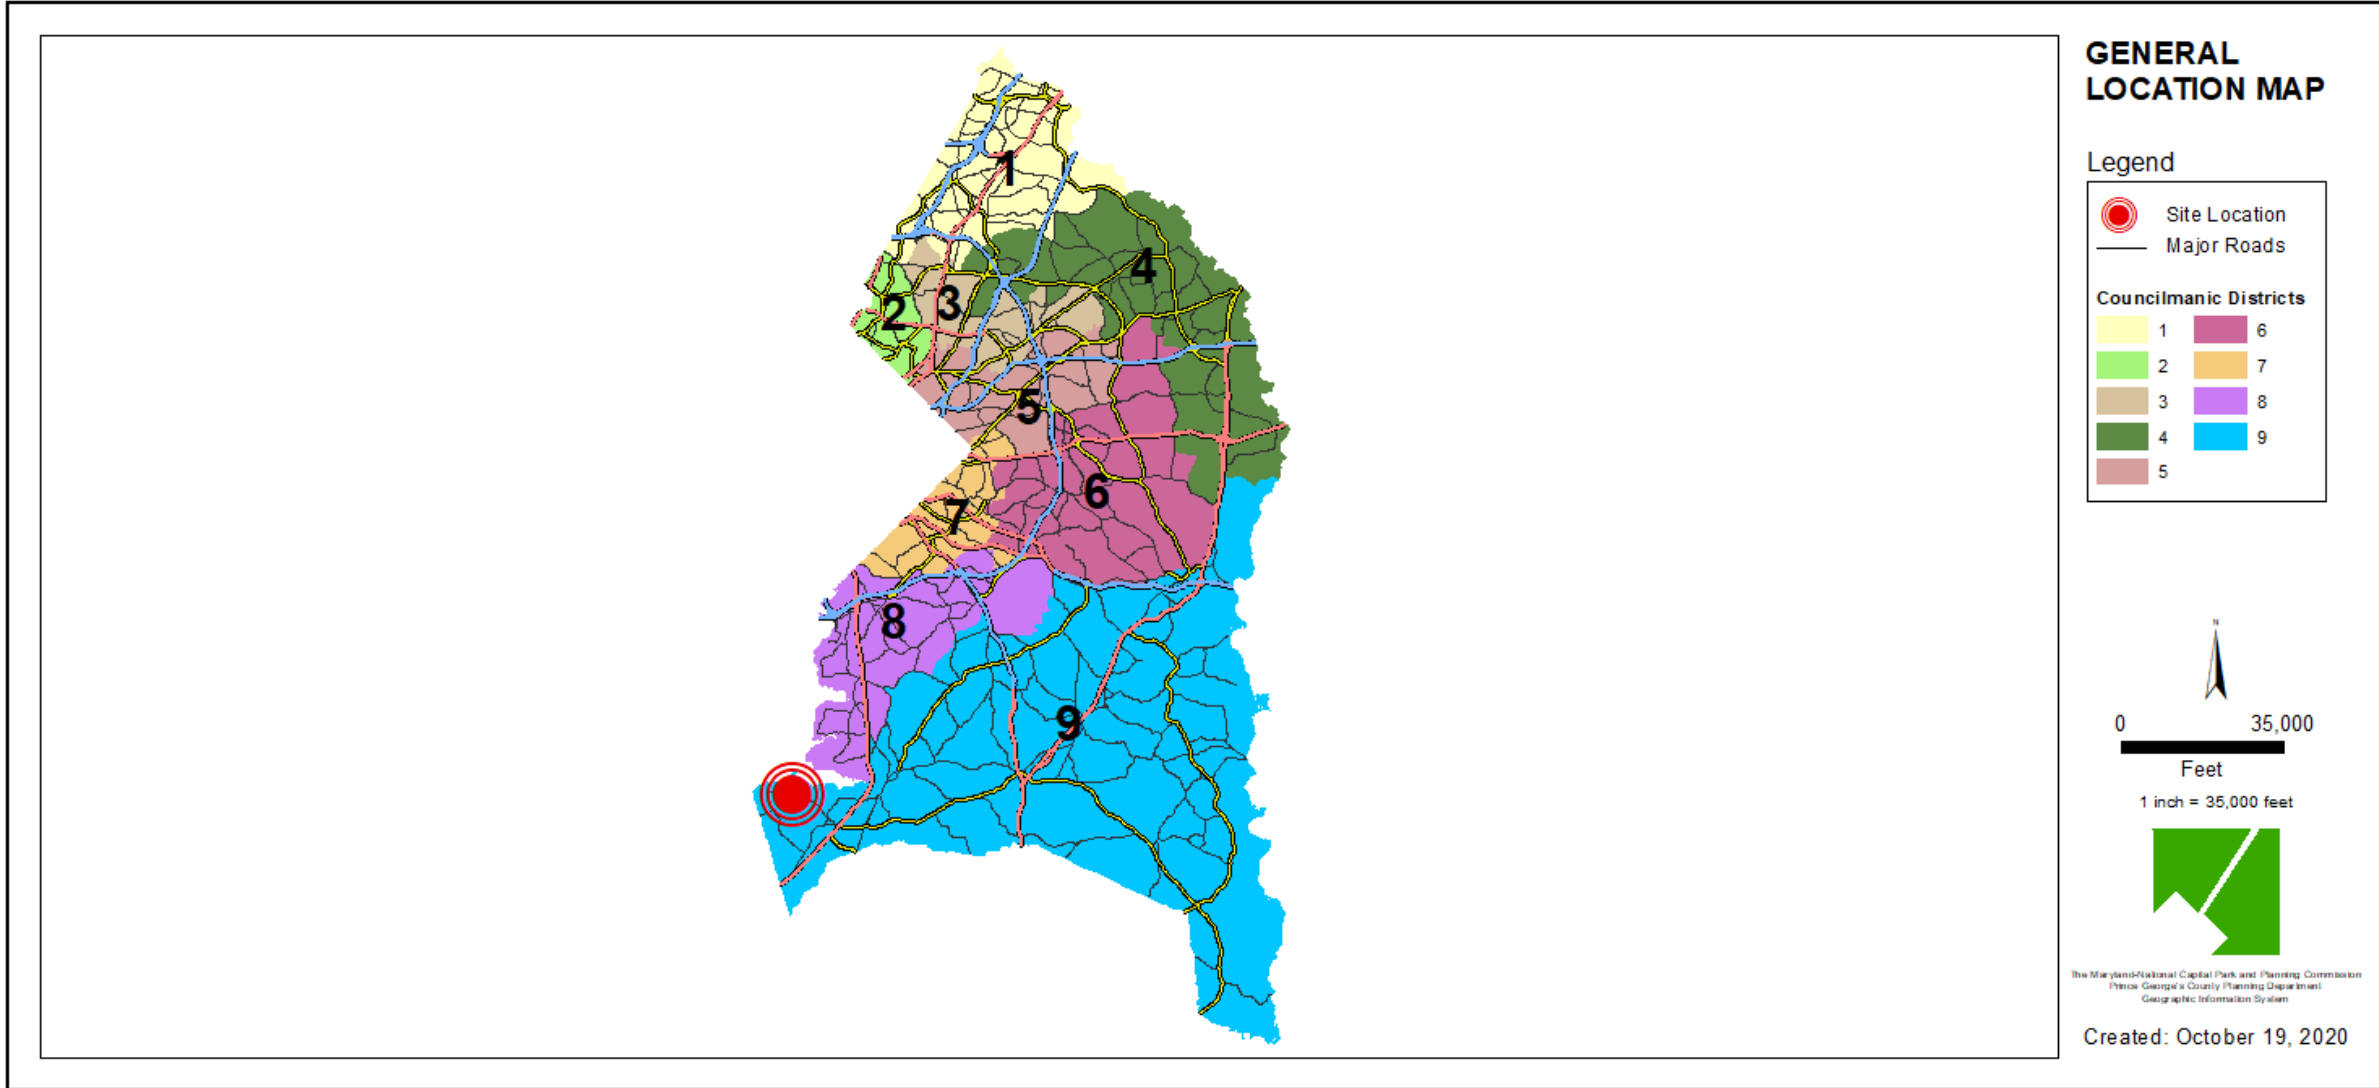 GENERAL
LOCATION MAP
Legend
Site Location
Major Roads
Councilmanic Districts
1 6
2 7
3 8
4 9
5
1
4
2
3
5
6
7
8
9
N
0 35,000
Feet
1 inch = 35,000 feet
The Maryland-National Capital Park and Planning Commission
Prince George's County Planning Department
Geographic Information System
Created: October 19, 2020